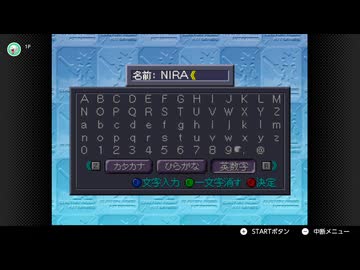 1P
名前: NIRA
A B C D E F G H I J K L M
N O P Q R S T U V W X Y Z
a b c d e f g h i j k l m
n o p q r s t u v w x y z
0 1 2 3 4 5 6 7 8 9
カタカナ ひらがな 英数字
文字入力 一文字消す 決定
STARTボタン 中断メニュー